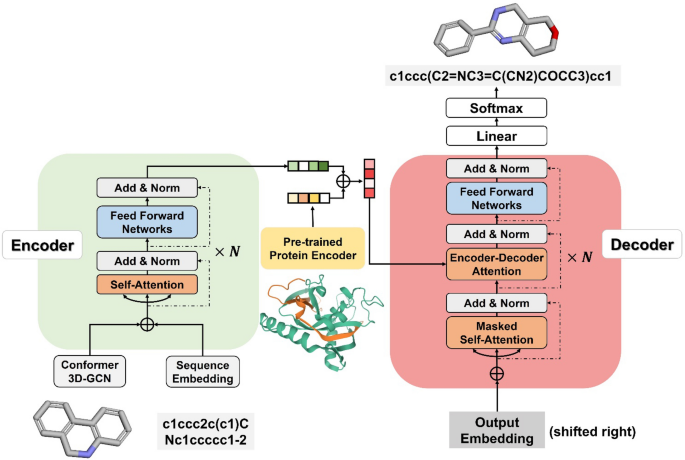 c1ccc(C2=NC3=C(CN2)COCC3)cc1
Softmax
Linear
Encoder
Add & Norm
Feed Forward
Networks
Add & Norm
Self-Attention
× N
Conformer
3D-GCN
Sequence
Embedding
c1ccc2c(c1)C
Nc1ccccc1-2
Pre-trained
Protein Encoder
Decoder
Add & Norm
Feed Forward
Networks
Add & Norm
Encoder-Decoder
Attention
× N
Add & Norm
Masked
Self-Attention
Output
Embedding
(shifted right)